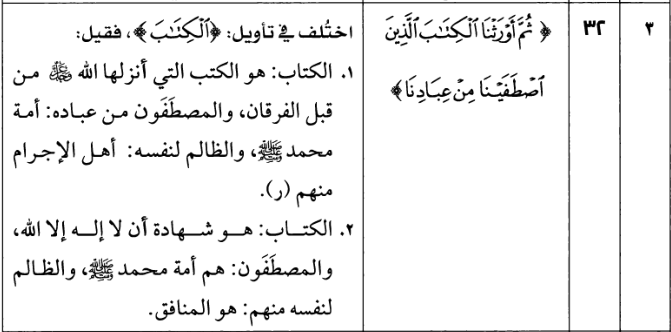 ٣
٣٢
﴿ثُمَّ أَوْرَثْنَا ٱلْكِتَٰبَ ٱلَّذِينَ
ٱصْطَفَيْنَا مِنْ عِبَادِنَا﴾
اختُلف في تأويل: ﴿ٱلْكِتَٰبَ﴾، فقيل:
١. الكتاب: هو الكتب التي أنزلها الله ﷻ من
قبل الفرقان، والمصطَفَون من عباده: أمة
محمد ﷺ، والظالم لنفسه: أهل الإجرام
منهم (ر).
٢. الكتاب: هو شهادة أن لا إله إلا الله،
والمصطَفَون: هم أمة محمد ﷺ، والظالم
لنفسه منهم: هو المنافق.